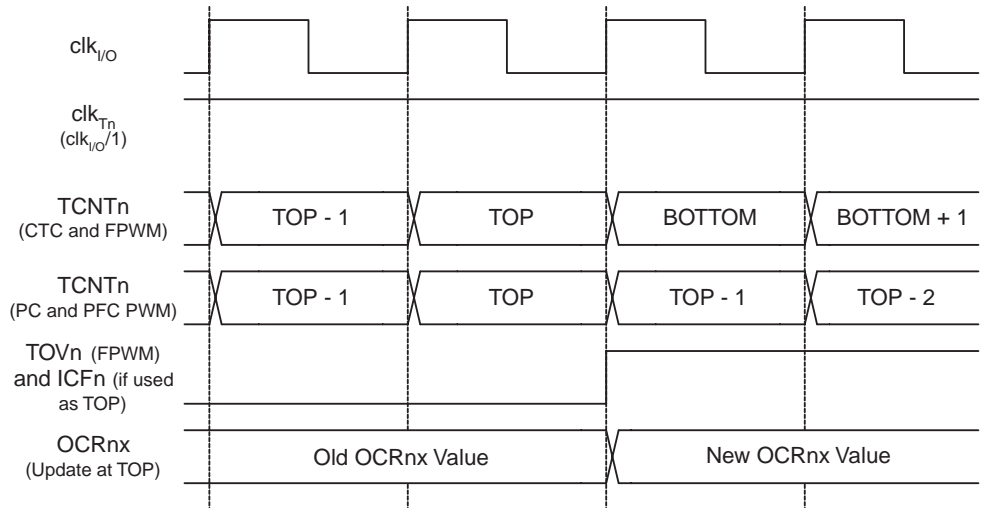 clkI/O
clkTn
(clkI/O/1)
TCNTn
(CTC and FPWM)
TOP - 1
TOP
BOTTOM
BOTTOM + 1
TCNTn
(PC and PFC PWM)
TOP - 1
TOP
TOP - 1
TOP - 2
TOVn (FPWM)
and ICFn (if used
as TOP)
OCRnx
(Update at TOP)
Old OCRnx Value
New OCRnx Value